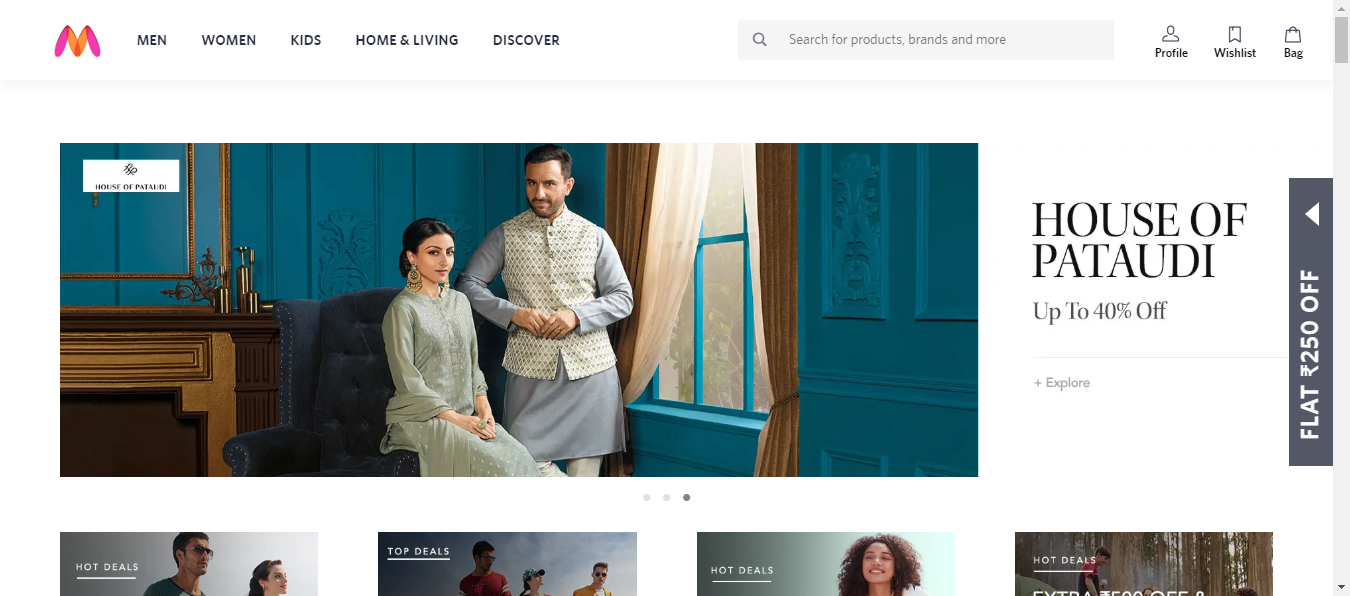 MEN WOMEN KIDS HOME & LIVING DISCOVER
Search for products, brands and more
Profile Wishlist Bag
HOUSE OF PATAUDI
HOUSE OF
PATAUDI
Up To 40% Off
+ Explore
FLAT ₹250 OFF
HOT DEALS
TOP DEALS
HOT DEALS
HOT DEALS
EXTRA ₹500 OFF &